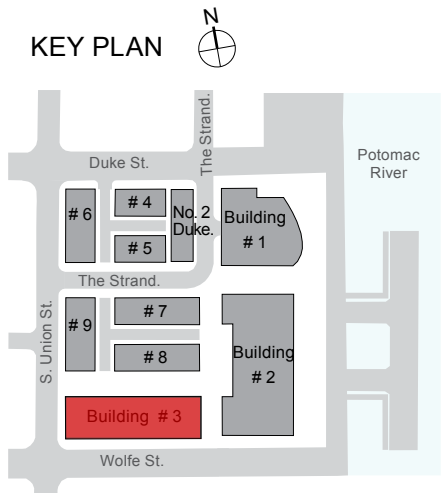 N
KEY PLAN
The Strand.
Duke St.
Potomac
River
# 6
# 4
No. 2
Duke.
# 5
Building
# 1
The Strand.
S. Union St.
# 9
# 7
# 8
Building
# 2
Building # 3
Wolfe St.